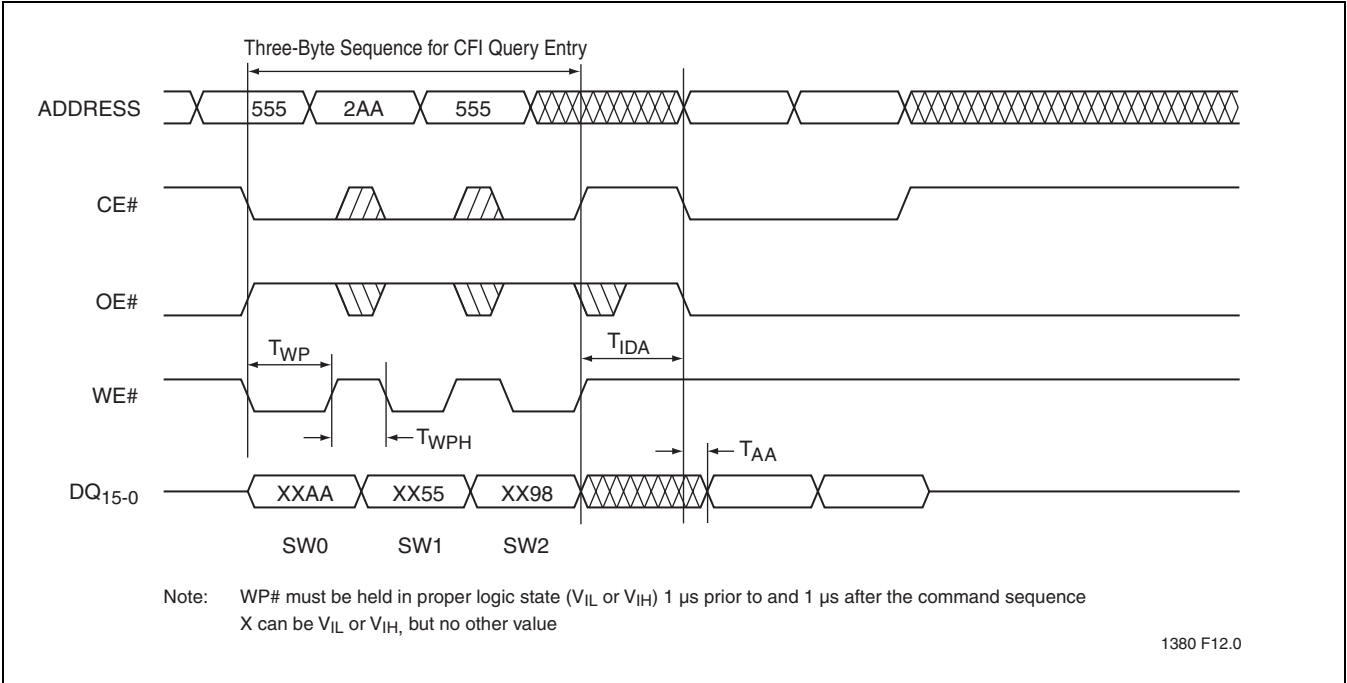 Three-Byte Sequence for CFI Query Entry
ADDRESS 555 2AA 555
CE#
OE#
TWP TIDA
WE#
TWPH TAA
DQ15-0 XXAA XX55 XX98
SW0 SW1 SW2
Note: WP# must be held in proper logic state (VIL or VIH) 1 µs prior to and 1 µs after the command sequence
X can be VIL or VIH, but no other value
1380 F12.0